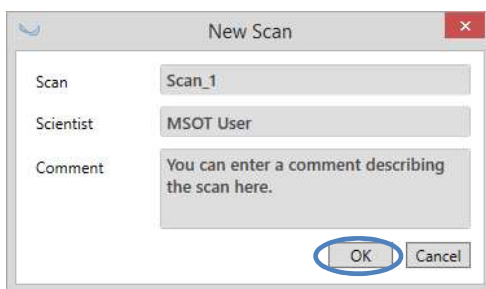 New Scan
Scan Scan_1
Scientist MSOT User
Comment You can enter a comment describing
the scan here.
OK Cancel